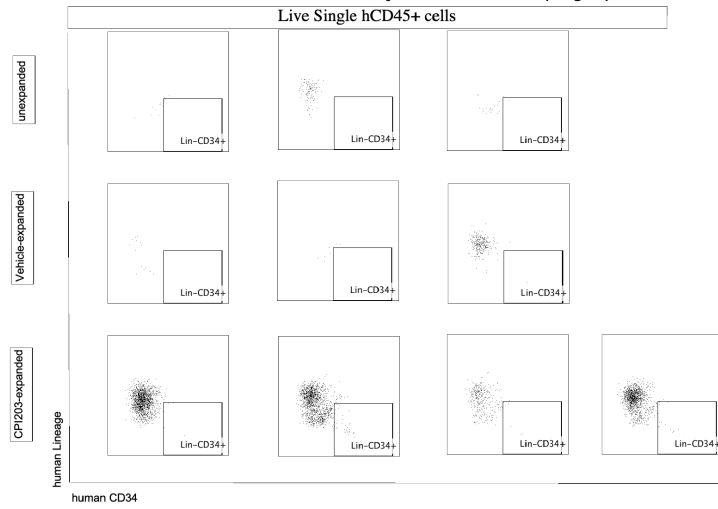 Live Single hCD45+ cells
unexpanded
Lin-CD34+
Lin-CD34+
Lin-CD34+
Vehicle-expanded
Lin-CD34+
Lin-CD34+
Lin-CD34+
CPI203-expanded
Lin-CD34+
Lin-CD34+
Lin-CD34+
Lin-CD34+
human Lineage
human CD34